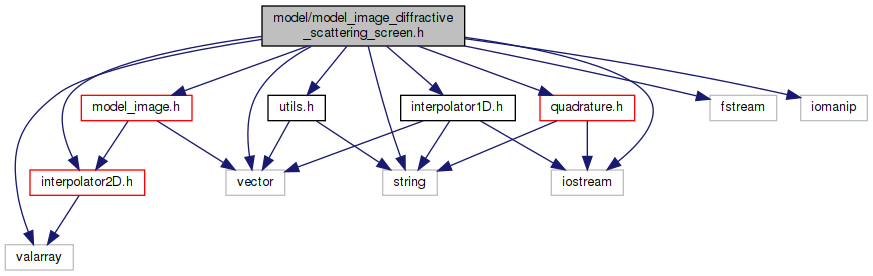 model/model_image_diffractive
_scattering_screen.h
model_image.h
utils.h
interpolator1D.h
quadrature.h
fstream
iomanip
interpolator2D.h
vector
string
iostream
valarray